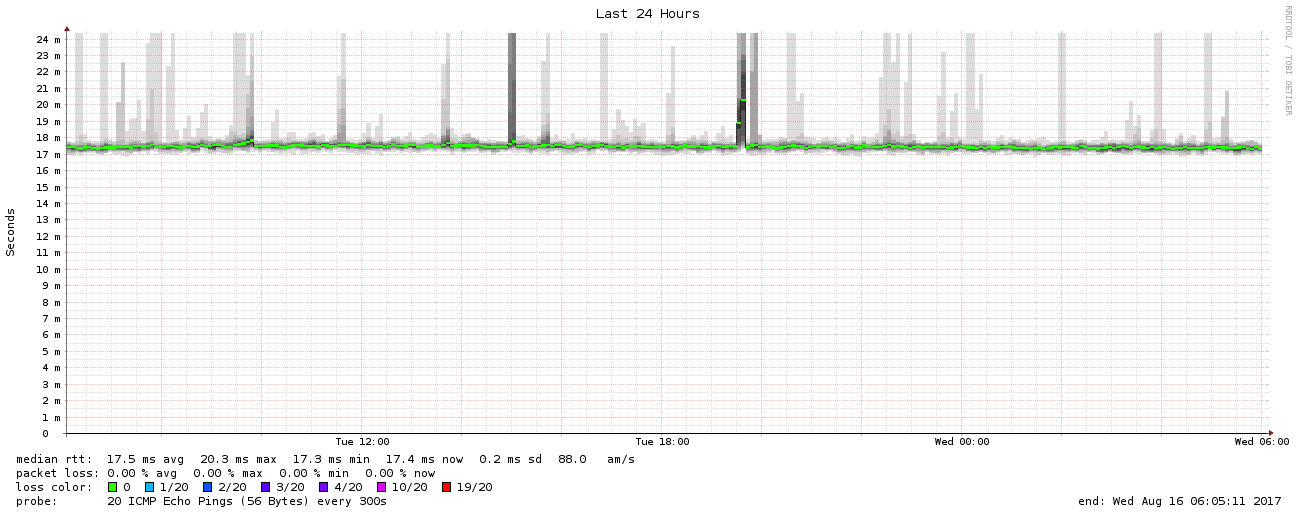 Last 24 Hours
RRDTOOL / TOBI OETIKER
Seconds
24 m
23 m
22 m
21 m
20 m
19 m
18 m
17 m
16 m
15 m
14 m
13 m
12 m
11 m
10 m
9 m
8 m
7 m
6 m
5 m
4 m
3 m
2 m
1 m
0
Tue 12:00 Tue 18:00 Wed 00:00 Wed 06:00
median rtt: 17.5 ms avg 20.3 ms max 17.3 ms min 17.4 ms now 0.2 ms sd 88.0 am/s
packet loss: 0.00 % avg 0.00 % max 0.00 % min 0.00 % now
loss color: 0 1/20 2/20 3/20 4/20 10/20 19/20
probe: 20 ICMP Echo Pings (56 Bytes) every 300s end: Wed Aug 16 06:05:11 2017